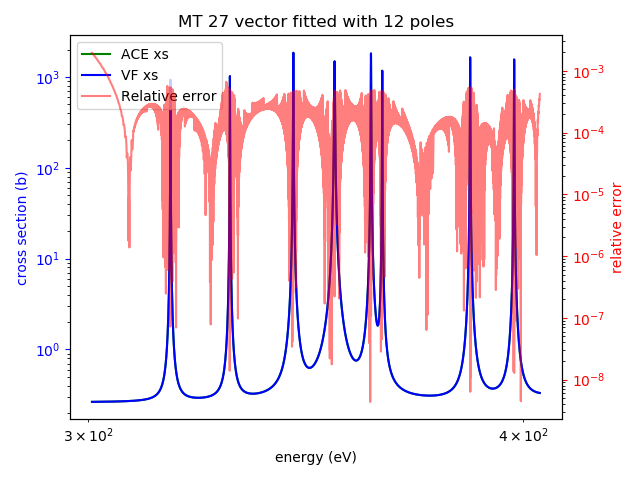 MT 27 vector fitted with 12 poles
ACE xs
VF xs
Relative error
cross section (b)
10³
10²
10¹
10⁰
relative error
10⁻³
10⁻⁴
10⁻⁵
10⁻⁶
10⁻⁷
10⁻⁸
3 × 10²
4 × 10²
energy (eV)